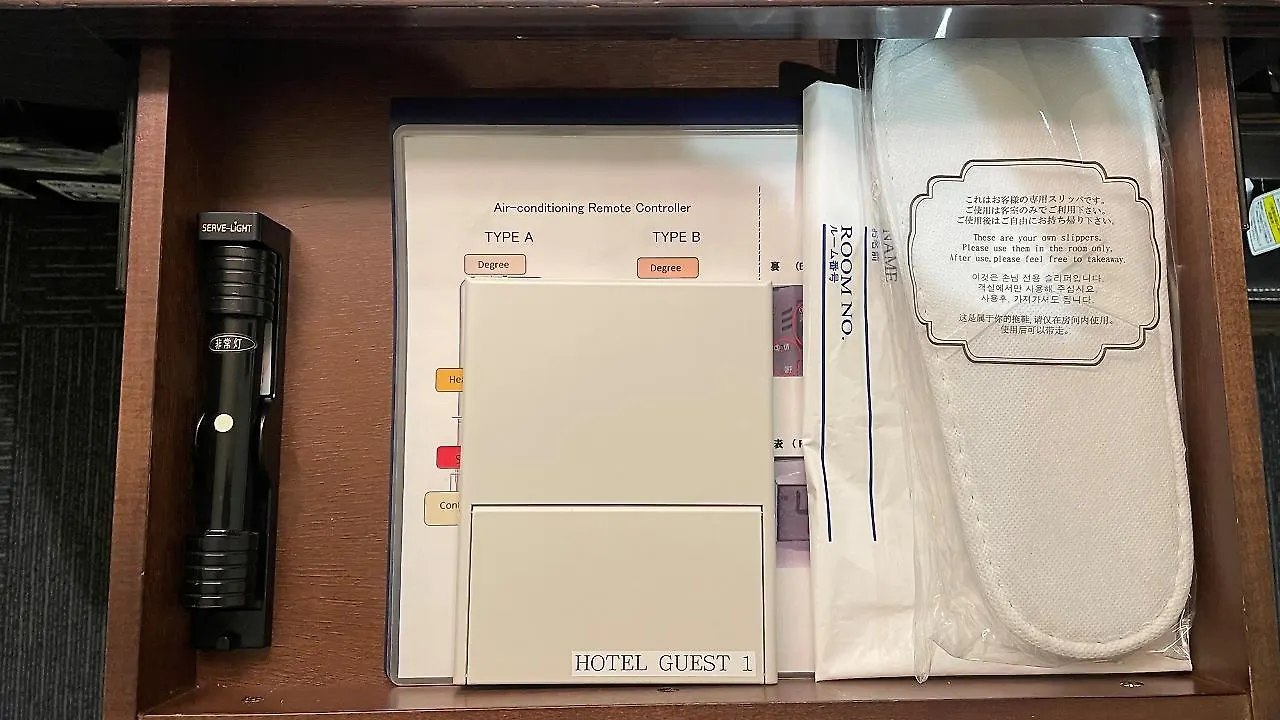 SERVE-LiGHT
非常灯
Air-conditioning Remote Controller
TYPE A
TYPE B
Degree
Degree
裏
表
HOTEL GUEST 1
NAME
お名前
ROOM NO.
ルーム番号
これはお客様の専用スリッパです。
ご使用は客室のみでご利用下さい。
ご使用後はご自由にお持ち帰り下さい。
These are your own slippers.
Please use them in the room only.
After use,please feel free to takeaway.
이것은 손님 전용 슬리퍼입니다.
객실에서만 사용해 주십시오.
사용후, 가져가셔도 됩니다.
这是属于你的拖鞋,请仅在房间内使用。
使用后可以带走。